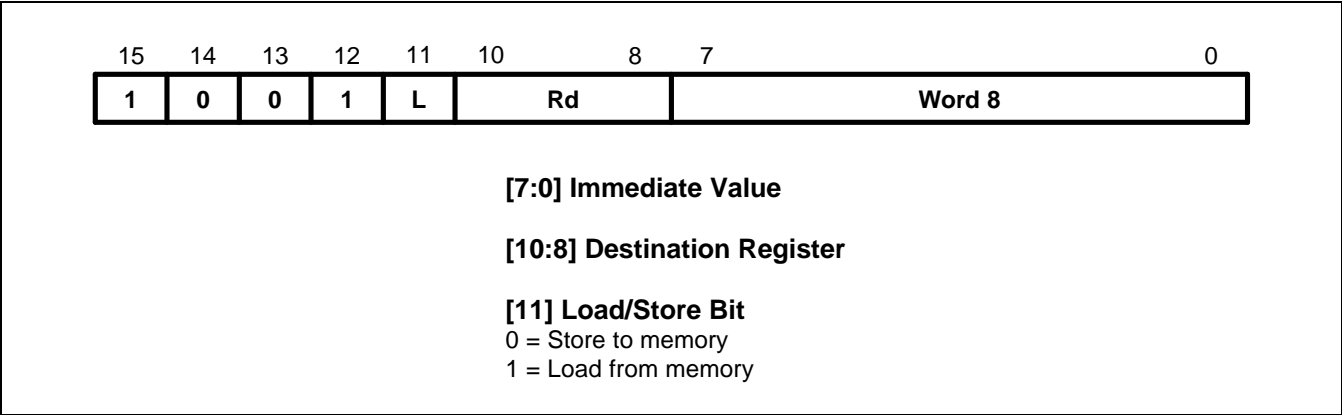 15 14 13 12 11 10 8 7 0
1 0 0 1 L Rd Word 8
[7:0] Immediate Value
[10:8] Destination Register
[11] Load/Store Bit
0 = Store to memory
1 = Load from memory